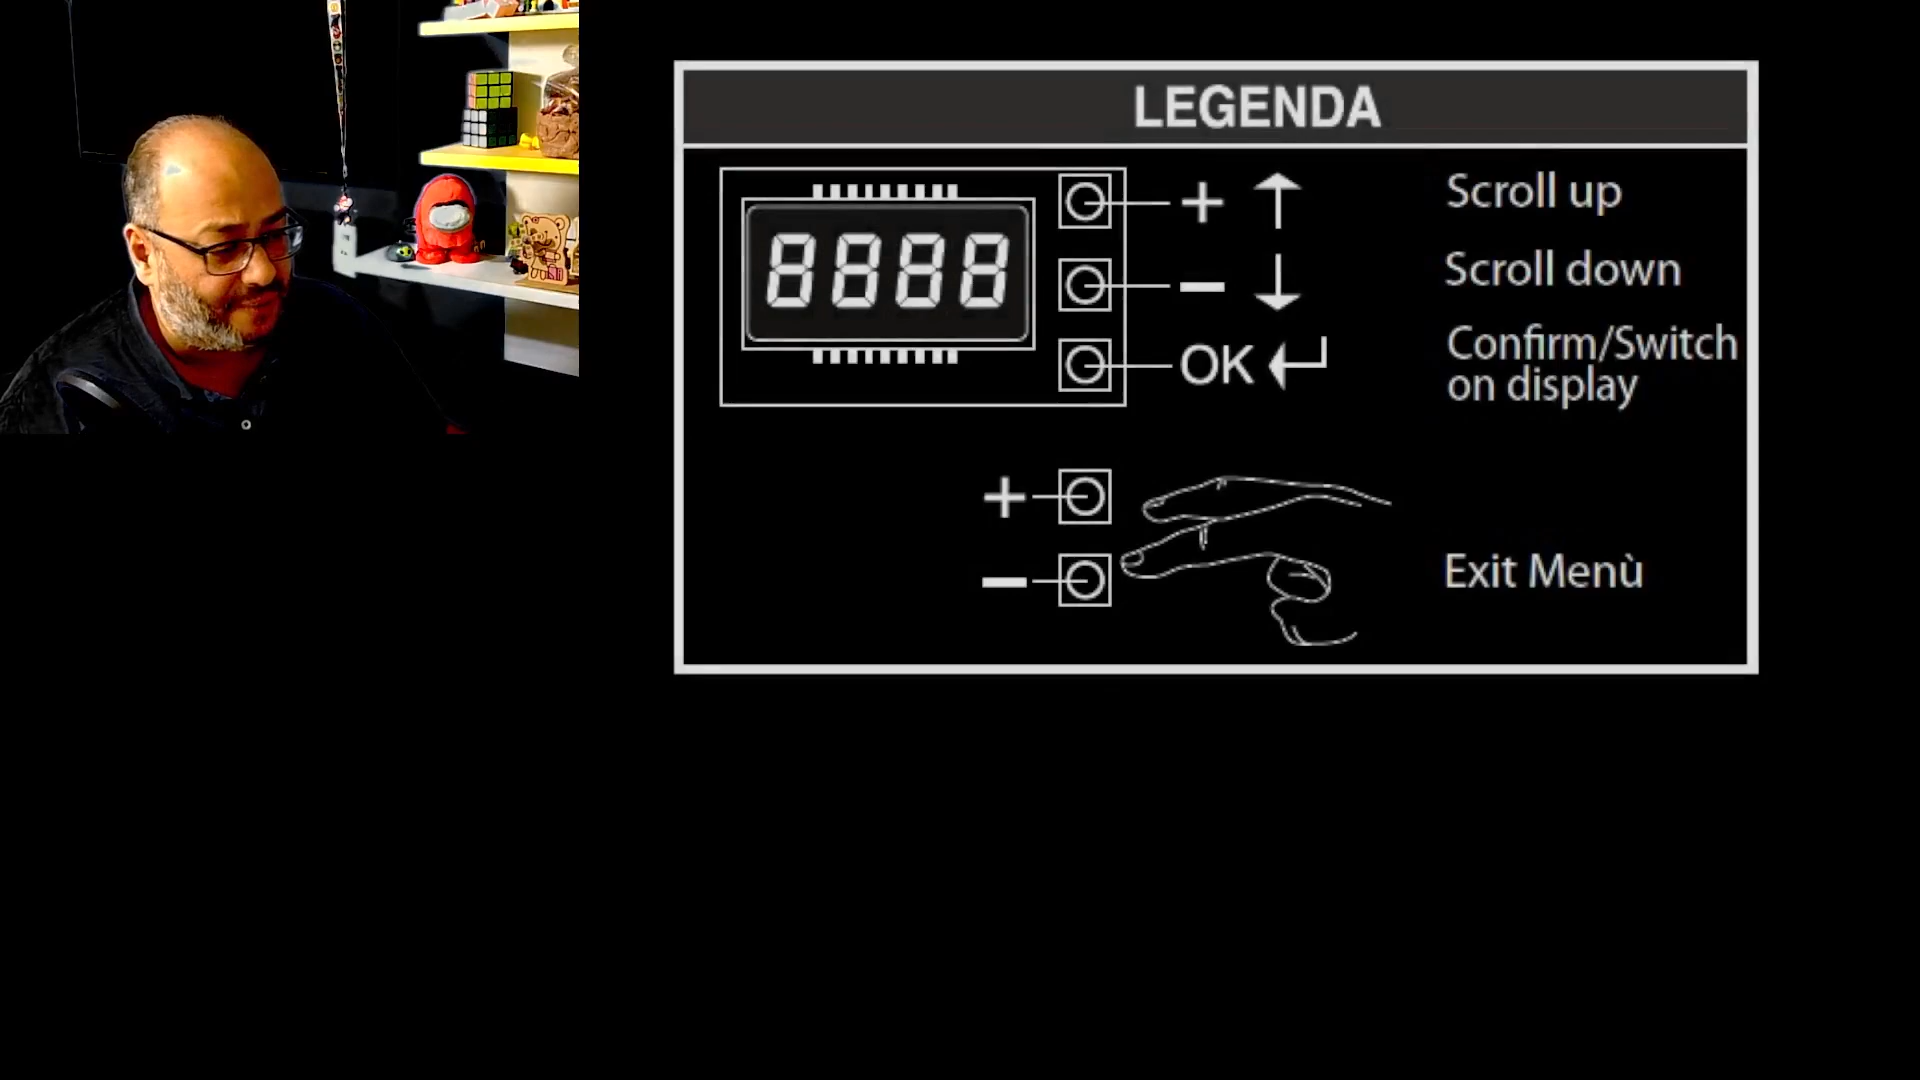 LEGENDA
8888
+ ↑ Scroll up
− ↓ Scroll down
OK ↵ Confirm/Switch
on display
+
−
Exit Menù